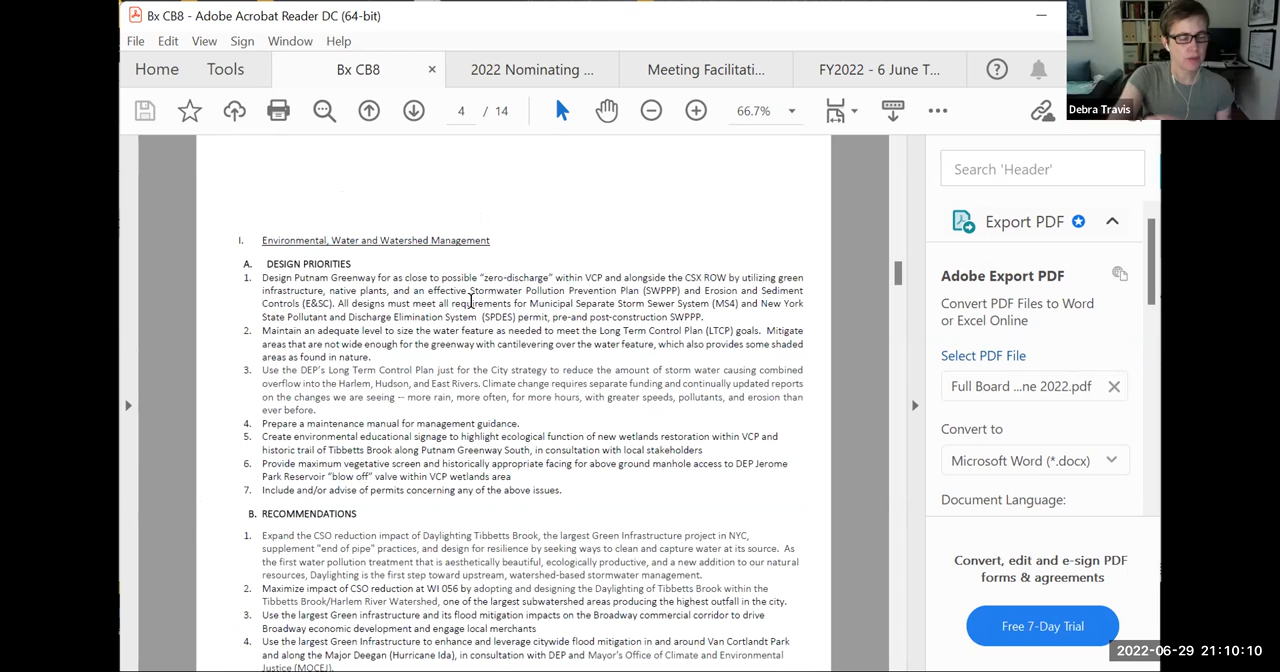 Bx CB8 - Adobe Acrobat Reader DC (64-bit)
File Edit View Sign Window Help
Home Tools Bx CB8 × 2022 Nominating ... Meeting Facilitati... FY2022 - 6 June T...
4 / 14 66.7%
Debra Travis
I. Environmental, Water and Watershed Management
A. DESIGN PRIORITIES
1. Design Putnam Greenway for as close to possible “zero-discharge” within VCP and alongside the CSX ROW by utilizing green
infrastructure, native plants, and an effective Stormwater Pollution Prevention Plan (SWPPP) and Erosion and Sediment
Controls (E&SC). All designs must meet all requirements for Municipal Separate Storm Sewer System (MS4) and New York
State Pollutant and Discharge Elimination System (SPDES) permit, pre-and post-construction SWPPP.
2. Maintain an adequate level to size the water feature as needed to meet the Long Term Control Plan (LTCP) goals. Mitigate
areas that are not wide enough for the greenway with cantilevering over the water feature, which also provides some shaded
areas as found in nature.
3. Use the DEP’s Long Term Control Plan just for the City strategy to reduce the amount of storm water causing combined
overflow into the Harlem, Hudson, and East Rivers. Climate change requires separate funding and continually updated reports
on the changes we are seeing -- more rain, more often, for more hours, with greater speeds, pollutants, and erosion than
ever before.
4. Prepare a maintenance manual for management guidance.
5. Create environmental educational signage to highlight ecological function of new wetlands restoration within VCP and
historic trail of Tibbetts Brook along Putnam Greenway South, in consultation with local stakeholders
6. Provide maximum vegetative screen and historically appropriate facing for above ground manhole access to DEP Jerome
Park Reservoir “blow off” valve within VCP wetlands area
7. Include and/or advise of permits concerning any of the above issues.
B. RECOMMENDATIONS
1. Expand the CSO reduction impact of Daylighting Tibbetts Brook, the largest Green Infrastructure project in NYC,
supplement "end of pipe" practices, and design for resilience by seeking ways to clean and capture water at its source. As
the first water pollution treatment that is aesthetically beautiful, ecologically productive, and a new addition to our natural
resources, Daylighting is the first step toward upstream, watershed-based stormwater management.
2. Maximize impact of CSO reduction at WI 056 by adopting and designing the Daylighting of Tibbetts Brook within the
Tibbetts Brook/Harlem River Watershed, one of the largest subwatershed areas producing the highest outfall in the city.
3. Use the largest Green infrastructure and its flood mitigation impacts on the Broadway commercial corridor to drive
Broadway economic development and engage local merchants
4. Use the largest Green Infrastructure to enhance and leverage citywide flood mitigation in and around Van Cortlandt Park
and along the Major Deegan (Hurricane Ida), in consultation with DEP and Mayor’s Office of Climate and Environmental
Justice (MOCEJ).
Search 'Header'
Export PDF
Adobe Export PDF
Convert PDF Files to Word
or Excel Online
Select PDF File
Full Board ...ne 2022.pdf ×
Convert to
Microsoft Word (*.docx)
Document Language:
Convert, edit and e-sign PDF
forms & agreements
Free 7-Day Trial
2022-06-29 21:10:10